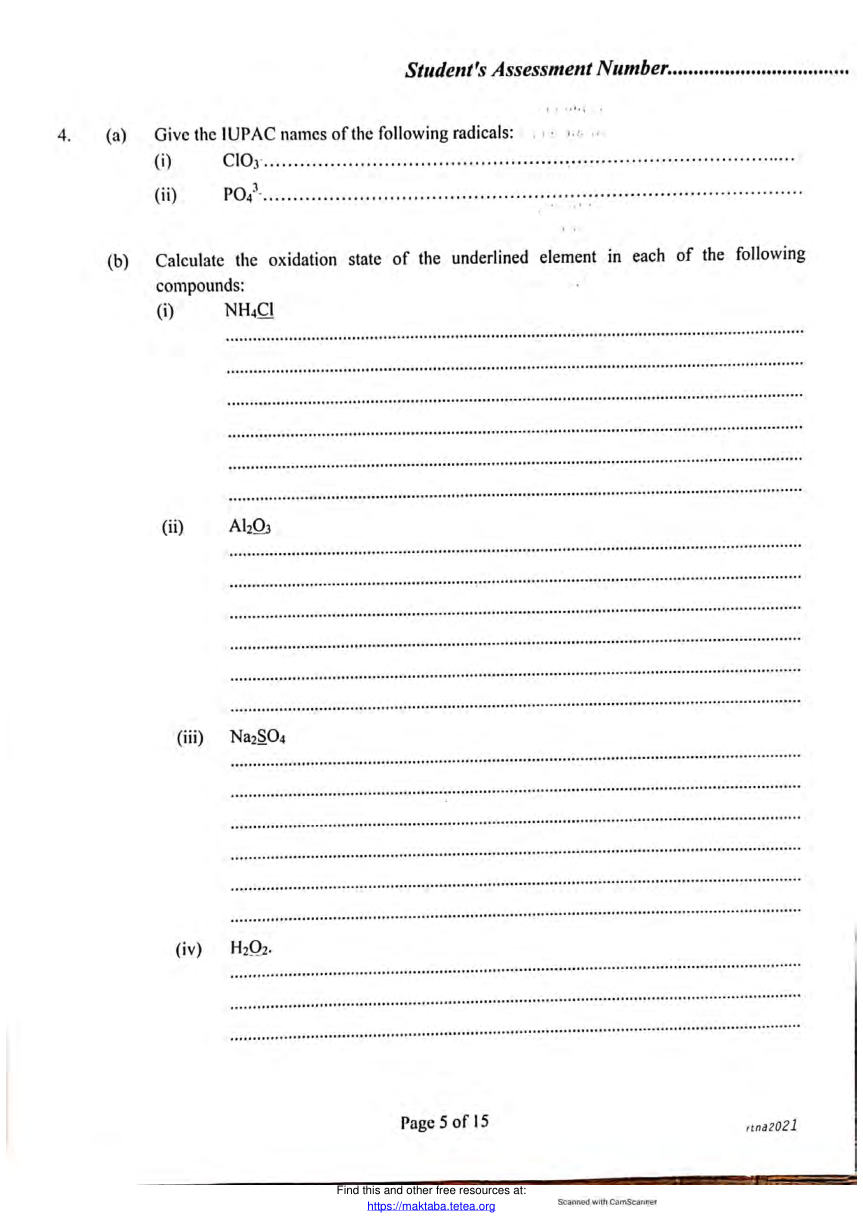 Student's Assessment Number...................................
4. (a) Give the IUPAC names of the following radicals:
(i) ClO₃⁻.........................................................................................
(ii) PO₄³⁻..........................................................................................
(b) Calculate the oxidation state of the underlined element in each of the following
compounds:
(i) NH₄Cl
(ii) Al₂O₃
(iii) Na₂SO₄
(iv) H₂O₂.
Page 5 of 15
rtna2021
Find this and other free resources at:
https://maktaba.tetea.org
Scanned with CamScanner